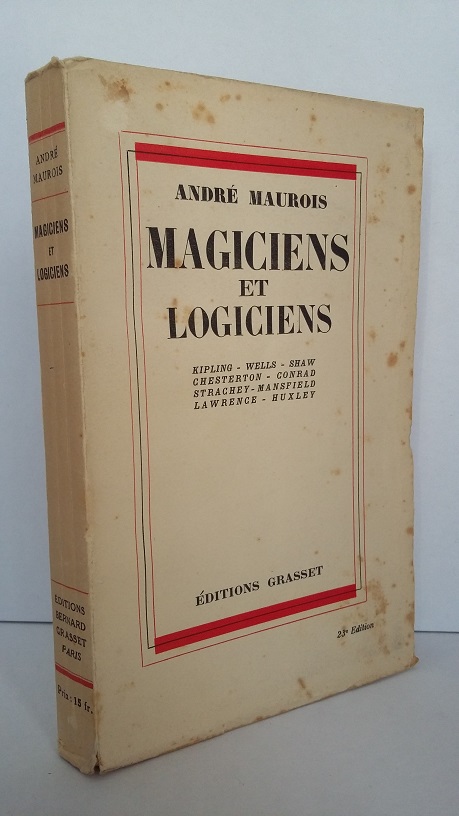 ANDRÉ
MAUROIS
MAGICIENS
ET
LOGICIENS
EDITIONS
BERNARD
GRASSET
PARIS
Prix : 15 fr.
ANDRÉ MAUROIS
MAGICIENS
ET
LOGICIENS
KIPLING - WELLS - SHAW
CHESTERTON - CONRAD
STRACHEY - MANSFIELD
LAWRENCE - HUXLEY
ÉDITIONS GRASSET
23e Edition